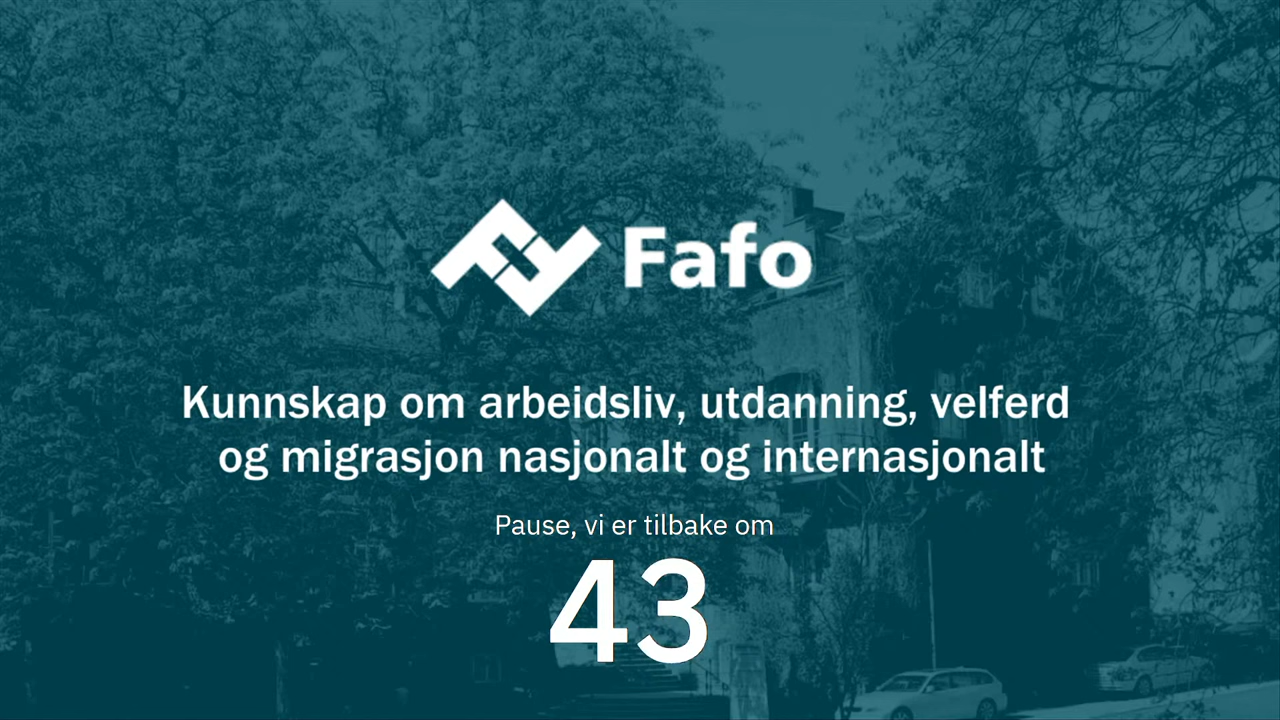 Fafo
Kunnskap om arbeidsliv, utdanning, velferd
og migrasjon nasjonalt og internasjonalt
Pause, vi er tilbake om
43